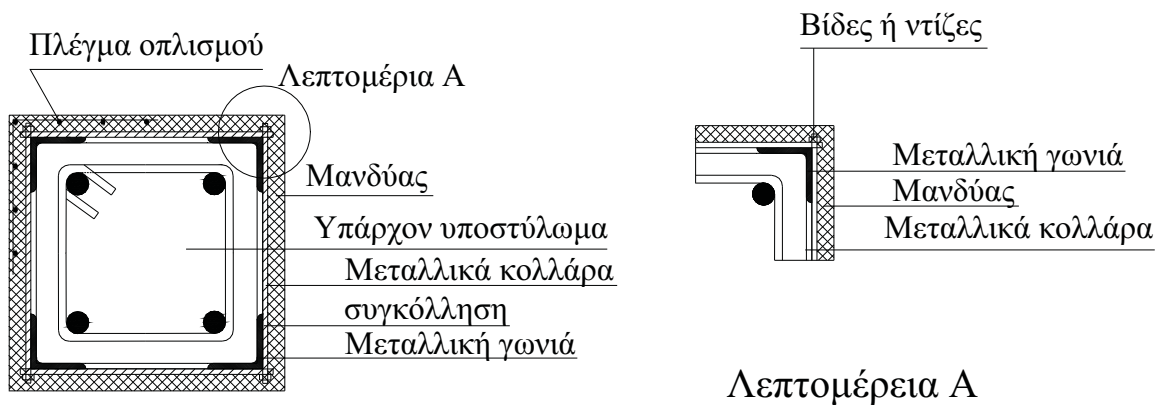 Πλέγμα οπλισμού
Λεπτομέρια Α
Μανδύας
Υπάρχον υποστύλωμα
Μεταλλικά κολλάρα
συγκόλληση
Μεταλλική γωνιά
Βίδες ή ντίζες
Μεταλλική γωνιά
Μανδύας
Μεταλλικά κολλάρα
Λεπτομέρεια Α